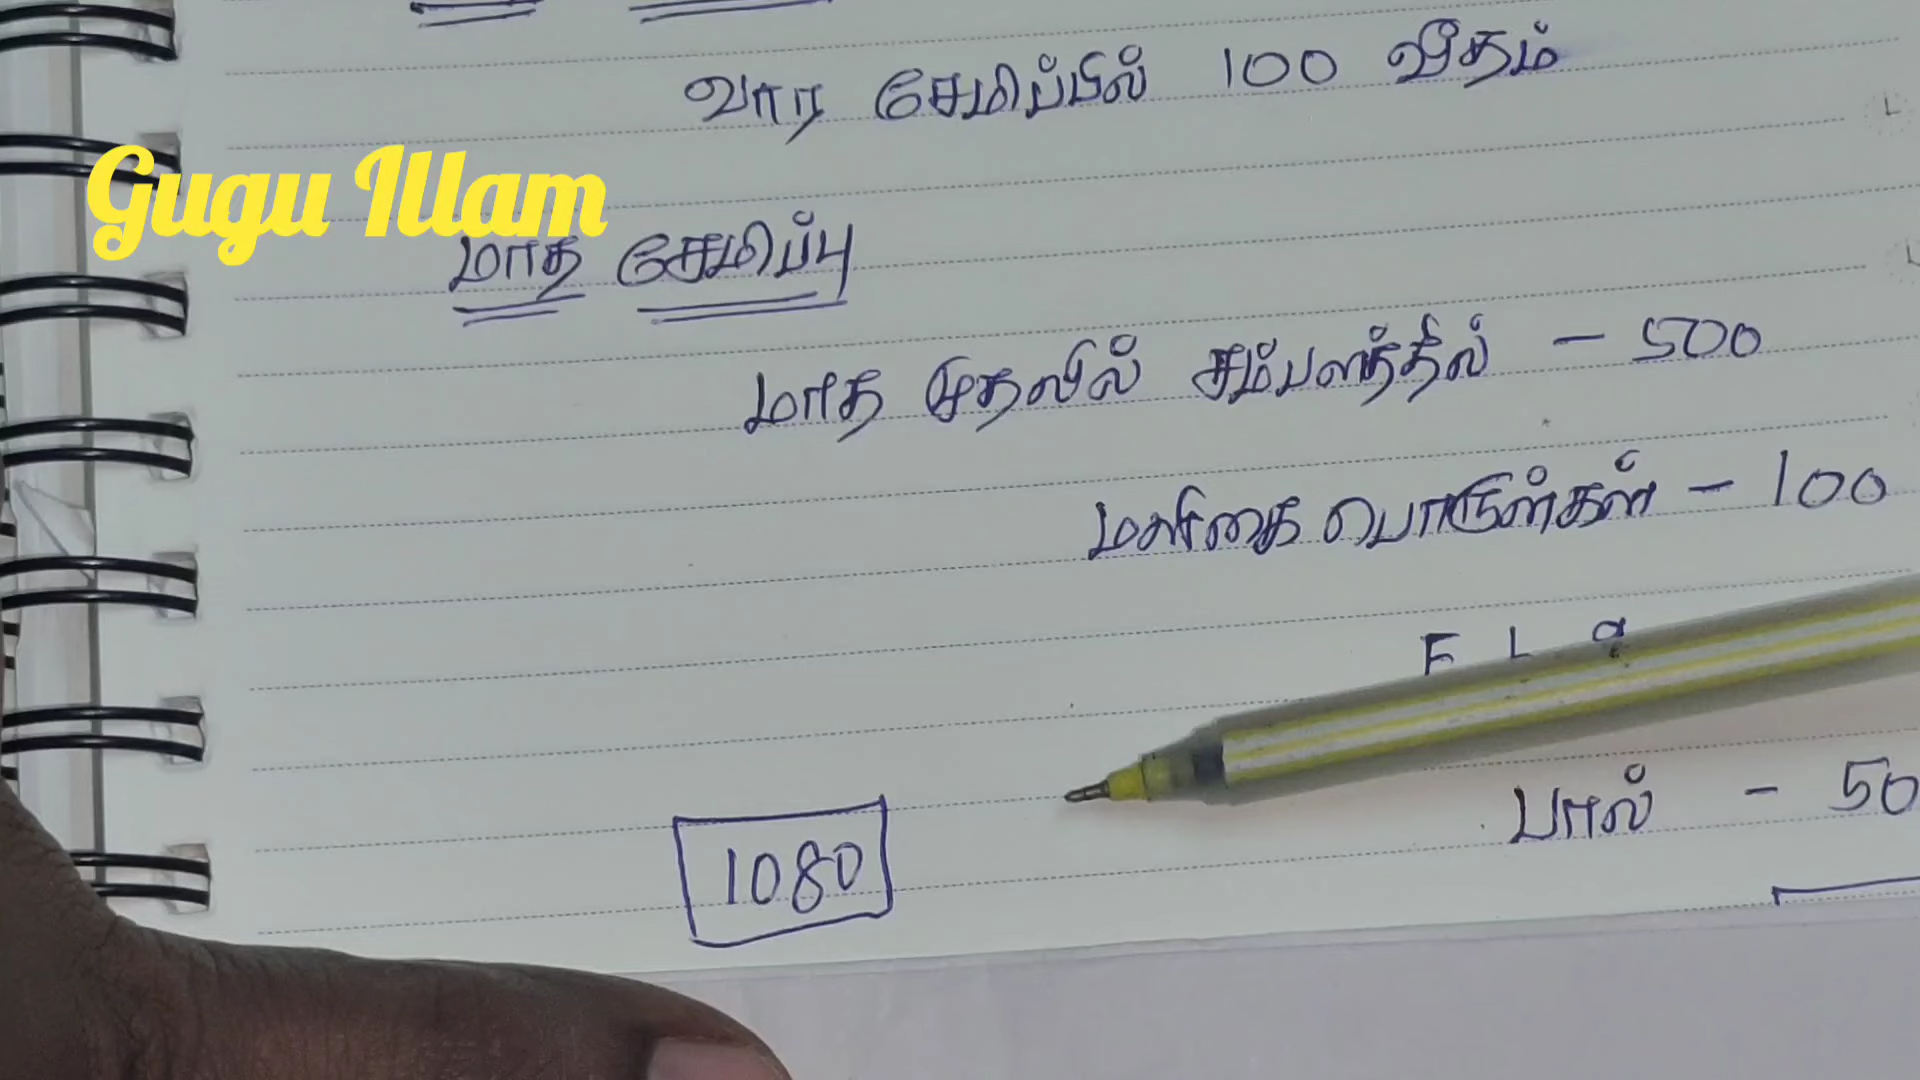 வார சேமிப்பில் 100 வீதம்
Gugu Illam
மாத சேமிப்பு
மாத முதலில் சம்பளத்தில் - 500
மளிகை பொருள்கள் - 100
பால் - 50
1080